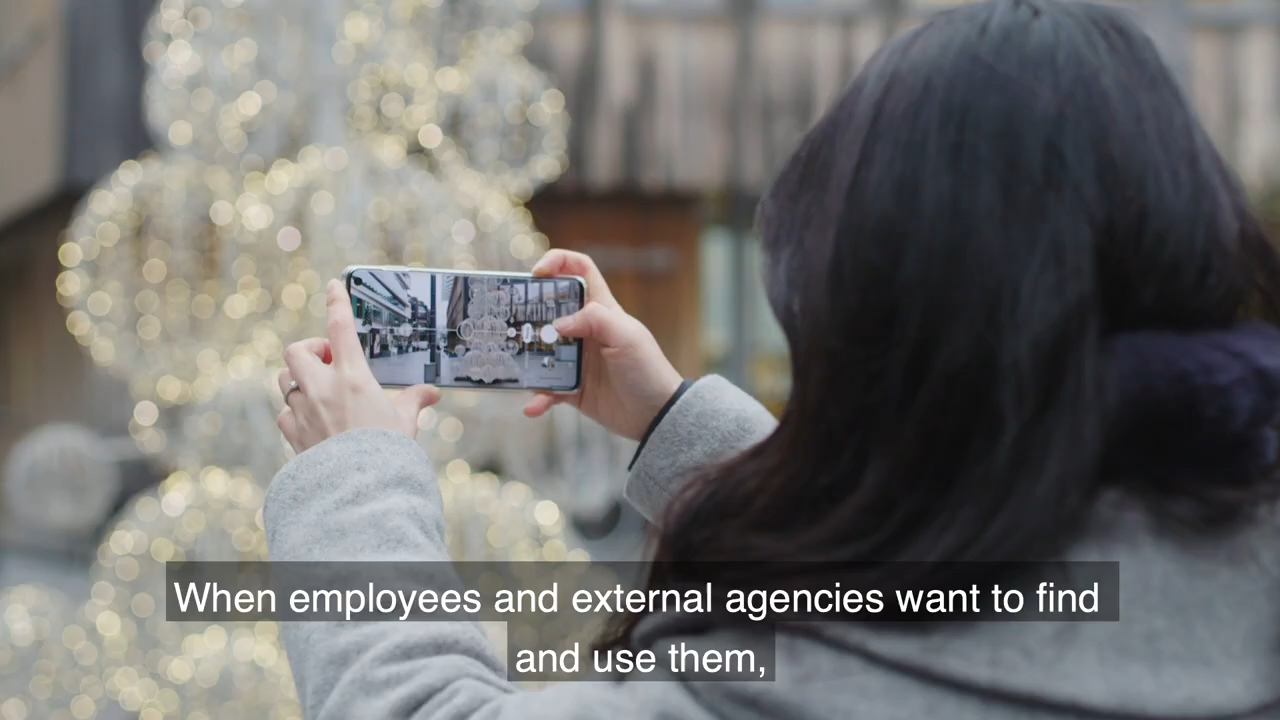 When employees and external agencies want to find
and use them,